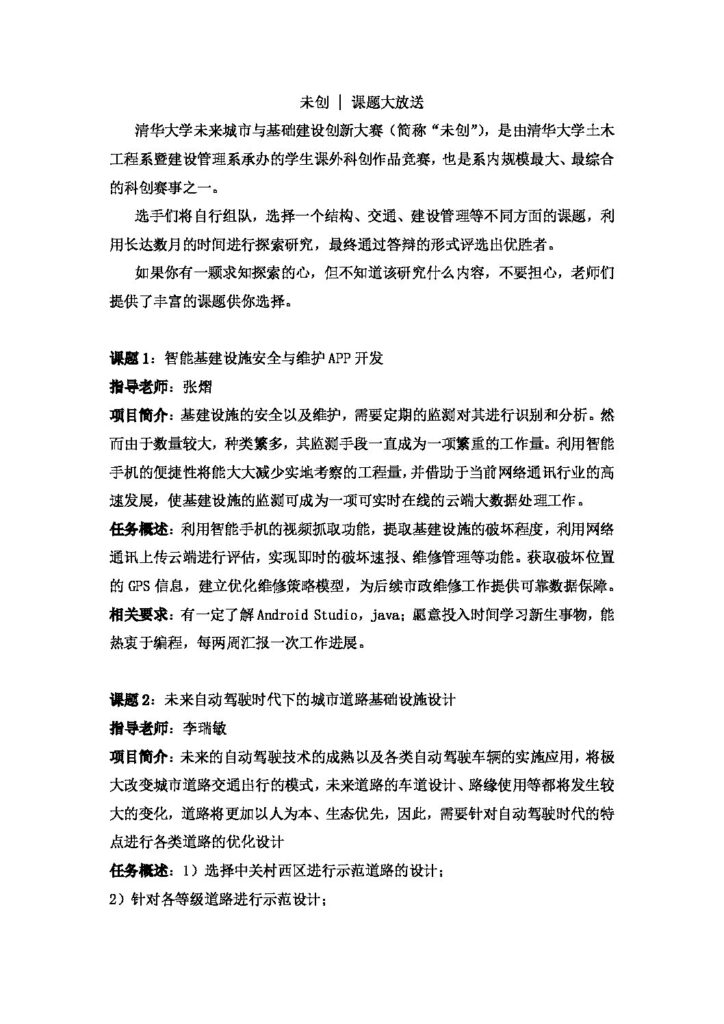 未创 | 课题大放送
清华大学未来城市与基础建设创新大赛（简称“未创”），是由清华大学土木
工程系暨建设管理系承办的学生课外科创作品竞赛，也是系内规模最大、最综合
的科创赛事之一。
选手们将自行组队，选择一个结构、交通、建设管理等不同方面的课题，利
用长达数月的时间进行探索研究，最终通过答辩的形式评选出优胜者。
如果你有一颗求知探索的心，但不知道该研究什么内容，不要担心，老师们
提供了丰富的课题供你选择。
课题 1：智能基建设施安全与维护 APP 开发
指导老师：张熠
项目简介：基建设施的安全以及维护，需要定期的监测对其进行识别和分析。然
而由于数量较大，种类繁多，其监测手段一直成为一项繁重的工作量。利用智能
手机的便捷性将能大大减少实地考察的工程量，并借助于当前网络通讯行业的高
速发展，使基建设施的监测可成为一项可实时在线的云端大数据处理工作。
任务概述：利用智能手机的视频抓取功能，提取基建设施的破坏程度，利用网络
通讯上传云端进行评估，实现即时的破坏速报、维修管理等功能。获取破坏位置
的 GPS 信息，建立优化维修策略模型，为后续市政维修工作提供可靠数据保障。
相关要求：有一定了解 Android Studio，java；愿意投入时间学习新生事物，能
热衷于编程，每两周汇报一次工作进展。
课题 2：未来自动驾驶时代下的城市道路基础设施设计
指导老师：李瑞敏
项目简介：未来的自动驾驶技术的成熟以及各类自动驾驶车辆的实施应用，将极
大改变城市道路交通出行的模式，未来道路的车道设计、路缘使用等都将发生较
大的变化，道路将更加以人为本、生态优先，因此，需要针对自动驾驶时代的特
点进行各类道路的优化设计
任务概述：1）选择中关村西区进行示范道路的设计；
2）针对各等级道路进行示范设计；